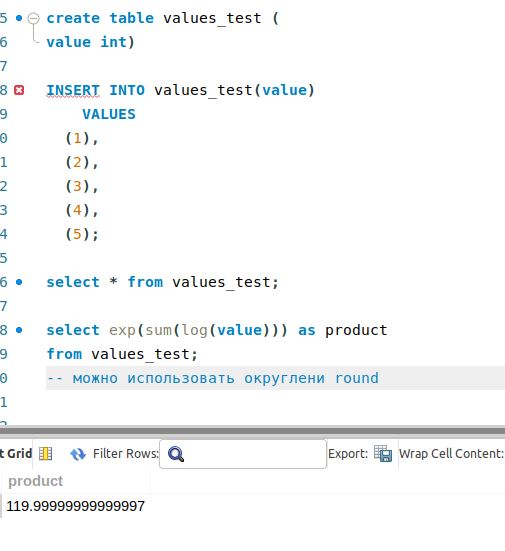 5 create table values_test (
6 value int)
7
8 INSERT INTO values_test(value)
9 VALUES
0 (1),
1 (2),
2 (3),
3 (4),
4 (5);
5
6 select * from values_test;
7
8 select exp(sum(log(value))) as product
9 from values_test;
0 -- можно использовать округлени round
1
2
t Grid Filter Rows: Export: Wrap Cell Content:
product
119.99999999999997